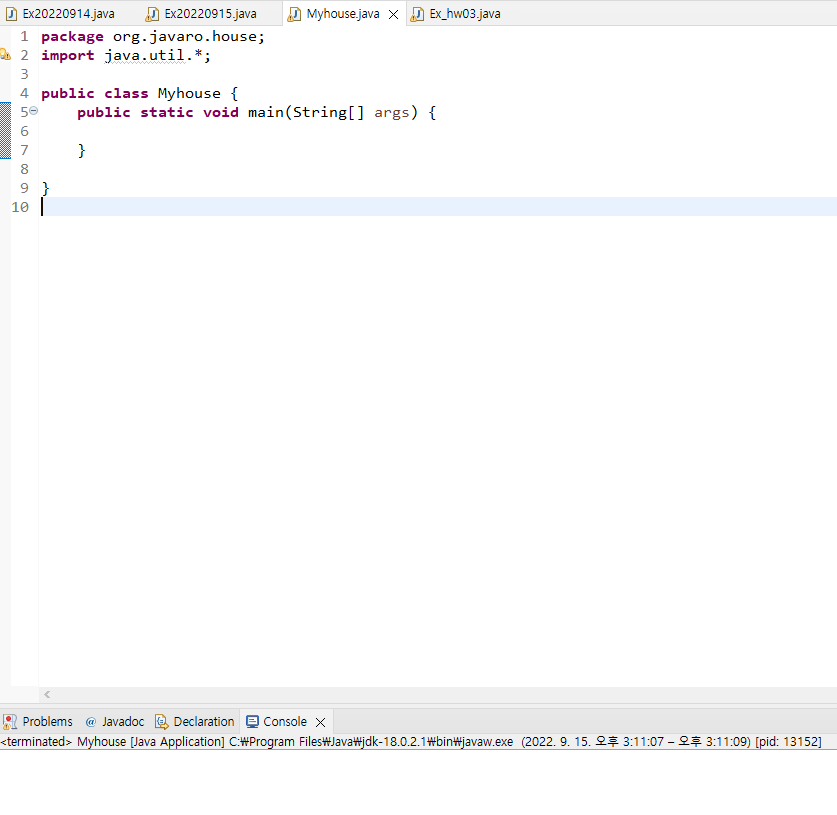 Ex20220914.java Ex20220915.java Myhouse.java Ex_hw03.java
1 package org.javaro.house;
2 import java.util.*;
3
4 public class Myhouse {
5 public static void main(String[] args) {
6
7 }
8
9 }
10
Problems @ Javadoc Declaration Console
<terminated> Myhouse [Java Application] C:₩Program Files₩Java₩jdk-18.0.2.1₩bin₩javaw.exe (2022. 9. 15. 오후 3:11:07 – 오후 3:11:09) [pid: 13152]